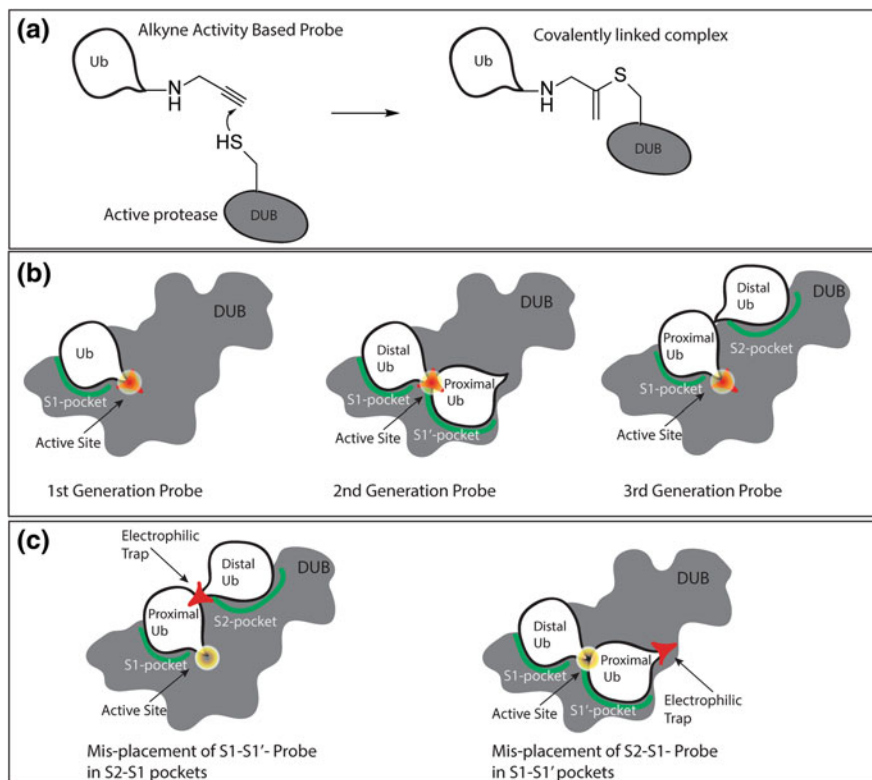 (a)
Alkyne Activity Based Probe
Covalently linked complex
Ub
N
H
HS
Active protease
DUB
Ub
N
H
S
DUB
(b)
DUB
Ub
S1-pocket
Active Site
1st Generation Probe
DUB
Distal
Ub
Proximal
Ub
S1-pocket
S1'-pocket
Active Site
2nd Generation Probe
Distal
Ub
DUB
Proximal
Ub
S2-pocket
S1-pocket
Active Site
3rd Generation Probe
(c)
Electrophilic
Trap
Distal
Ub
DUB
Proximal
Ub
S2-pocket
S1-pocket
Active Site
Mis-placement of S1-S1'- Probe
in S2-S1 pockets
DUB
Distal
Ub
Proximal
Ub
S1-pocket
S1'-pocket
Active Site
Electrophilic
Trap
Mis-placement of S2-S1- Probe
in S1-S1' pockets